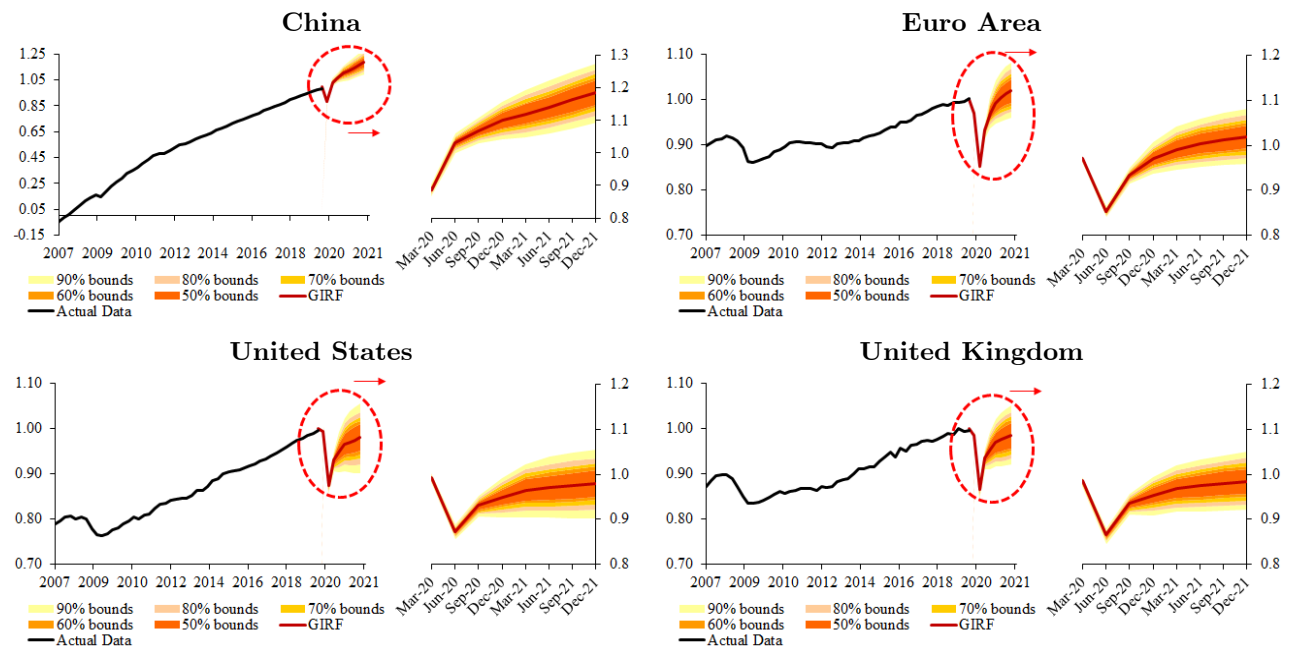 China
1.25
1.05
0.85
0.65
0.45
0.25
0.05
-0.15
2007 2009 2010 2011 2012 2014 2016 2018 2020 2021
1.3
1.2
1.1
1.0
0.9
0.8
Mar-20 Jun-20 Sep-20 Dec-20 Mar-21 Jun-21 Sep-21 Dec-21
90% bounds 80% bounds 70% bounds
60% bounds 50% bounds GIRF
Actual Data
Euro Area
1.10
1.00
0.90
0.80
0.70
2007 2009 2010 2012 2014 2016 2018 2020 2021
1.2
1.1
1.0
0.9
0.8
Mar-20 Jun-20 Sep-20 Dec-20 Mar-21 Jun-21 Sep-21 Dec-21
90% bounds 80% bounds 70% bounds
60% bounds 50% bounds GIRF
Actual Data
United States
1.10
1.00
0.90
0.80
0.70
2007 2009 2010 2012 2014 2016 2018 2020 2021
1.2
1.1
1.0
0.9
0.8
Mar-20 Jun-20 Sep-20 Dec-20 Mar-21 Jun-21 Sep-21 Dec-21
90% bounds 80% bounds 70% bounds
60% bounds 50% bounds GIRF
Actual Data
United Kingdom
1.10
1.00
0.90
0.80
0.70
2007 2009 2010 2012 2014 2016 2018 2020 2021
1.2
1.1
1.0
0.9
0.8
Mar-20 Jun-20 Sep-20 Dec-20 Mar-21 Jun-21 Sep-21 Dec-21
90% bounds 80% bounds 70% bounds
60% bounds 50% bounds GIRF
Actual Data